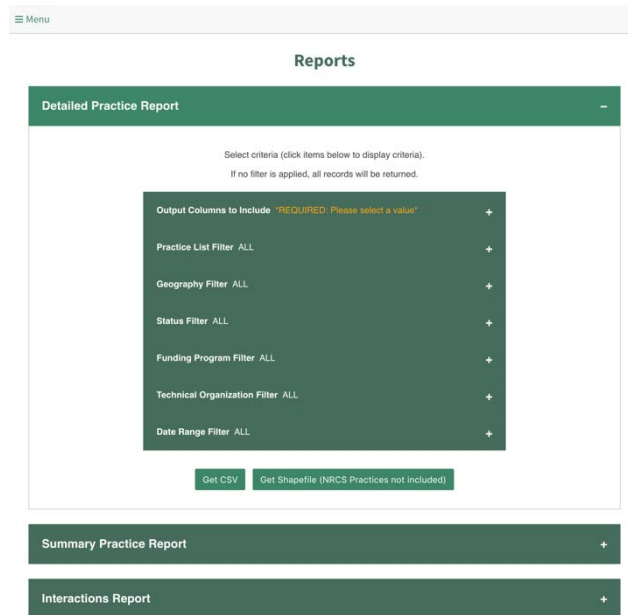 Menu
Reports
Detailed Practice Report −
Select criteria (click items below to display criteria).
If no filter is applied, all records will be returned.
Output Columns to Include *REQUIRED: Please select a value* +
Practice List Filter ALL +
Geography Filter ALL +
Status Filter ALL +
Funding Program Filter ALL +
Technical Organization Filter ALL +
Date Range Filter ALL +
Get CSV Get Shapefile (NRCS Practices not included)
Summary Practice Report +
Interactions Report +